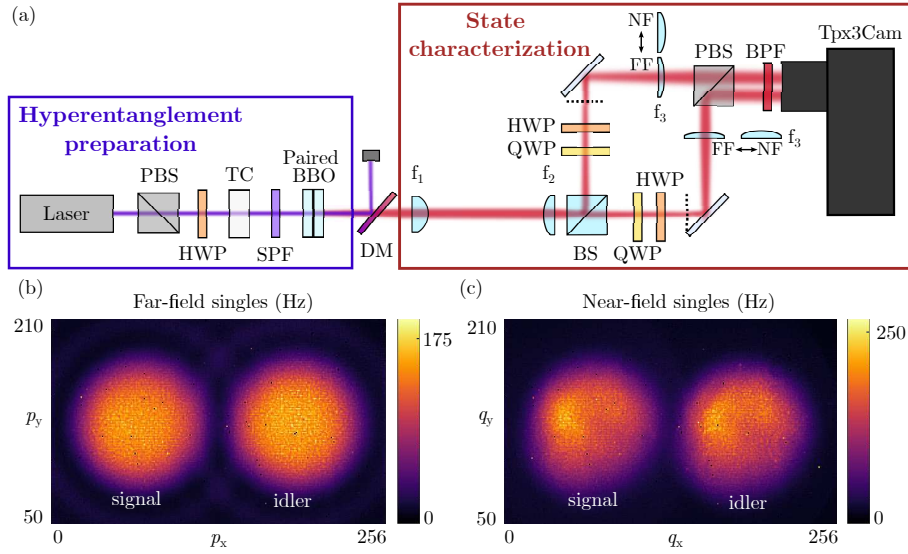 (a)
State
characterization
NF
FF
f₃
PBS
BPF
Tpx3Cam
Hyperentanglement
preparation
HWP
QWP
f₃
FF
NF
Laser
PBS
HWP
TC
SPF
Paired
BBO
DM
f₁
f₂
BS
QWP
HWP
(b)
Far-field singles (Hz)
210
pᵧ
50
signal
idler
0
pₓ
256
175
0
(c)
Near-field singles (Hz)
210
qᵧ
50
signal
idler
0
qₓ
256
250
0